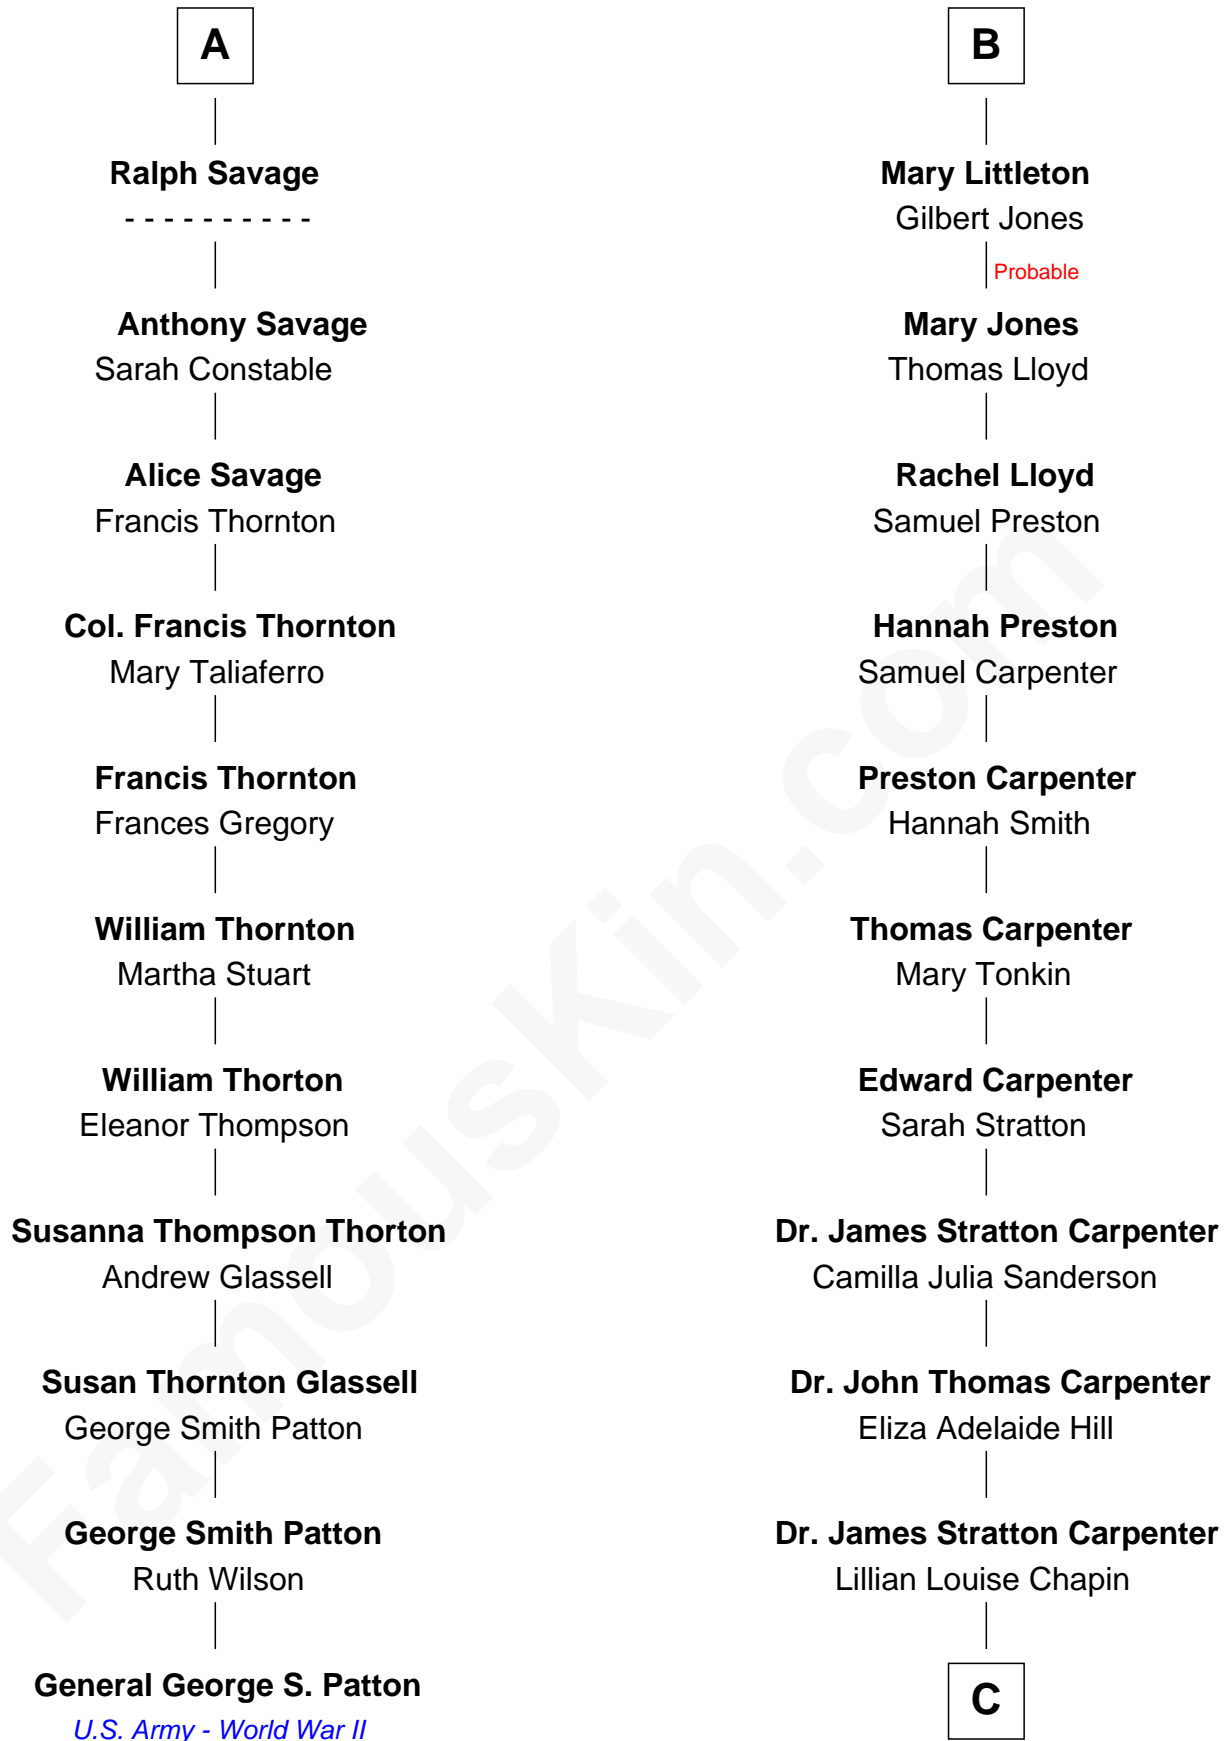 A
Ralph Savage
- - - - - - - - - -
Anthony Savage
Sarah Constable
Alice Savage
Francis Thornton
Col. Francis Thornton
Mary Taliaferro
Francis Thornton
Frances Gregory
William Thornton
Martha Stuart
William Thorton
Eleanor Thompson
Susanna Thompson Thorton
Andrew Glassell
Susan Thornton Glassell
George Smith Patton
George Smith Patton
Ruth Wilson
General George S. Patton
U.S. Army - World War II
B
Mary Littleton
Gilbert Jones
Probable
Mary Jones
Thomas Lloyd
Rachel Lloyd
Samuel Preston
Hannah Preston
Samuel Carpenter
Preston Carpenter
Hannah Smith
Thomas Carpenter
Mary Tonkin
Edward Carpenter
Sarah Stratton
Dr. James Stratton Carpenter
Camilla Julia Sanderson
Dr. John Thomas Carpenter
Eliza Adelaide Hill
Dr. James Stratton Carpenter
Lillian Louise Chapin
C
FamousKin.com